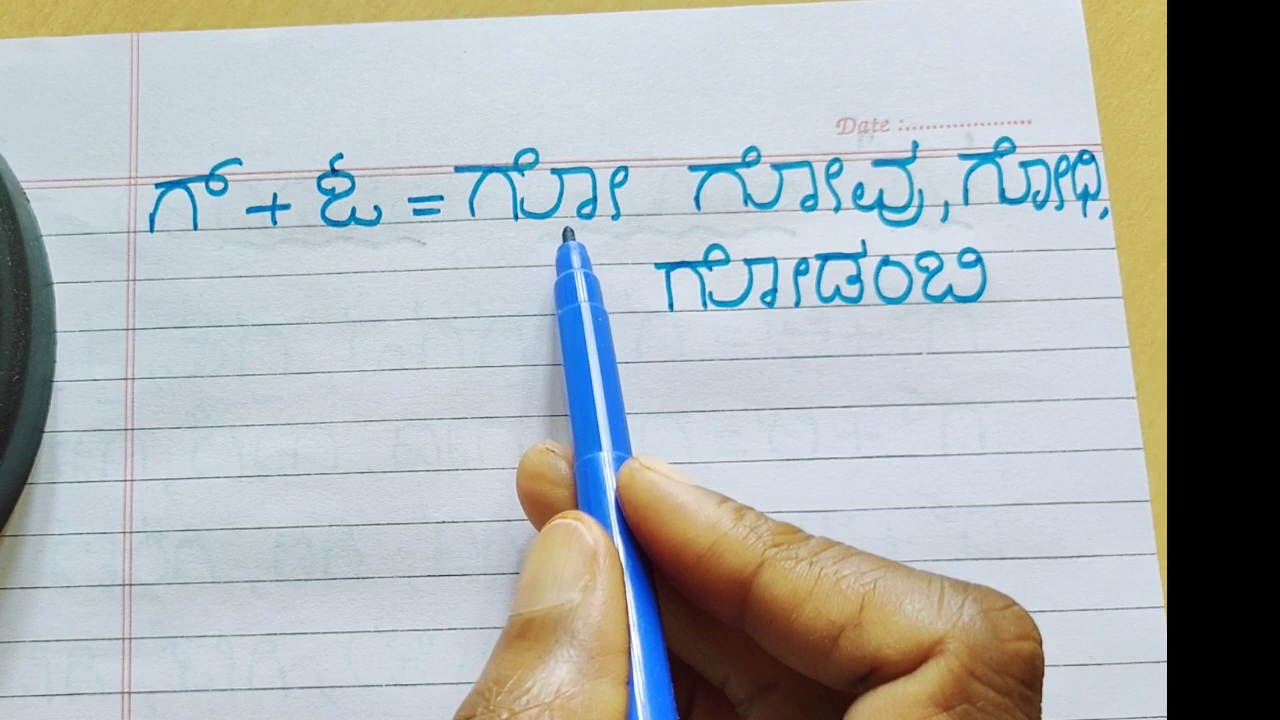 Date :....................
ಗ್ + ಓ = ಗೋ ಗೋವು, ಗೋಧಿ,
ಗೋಡಂಬಿ